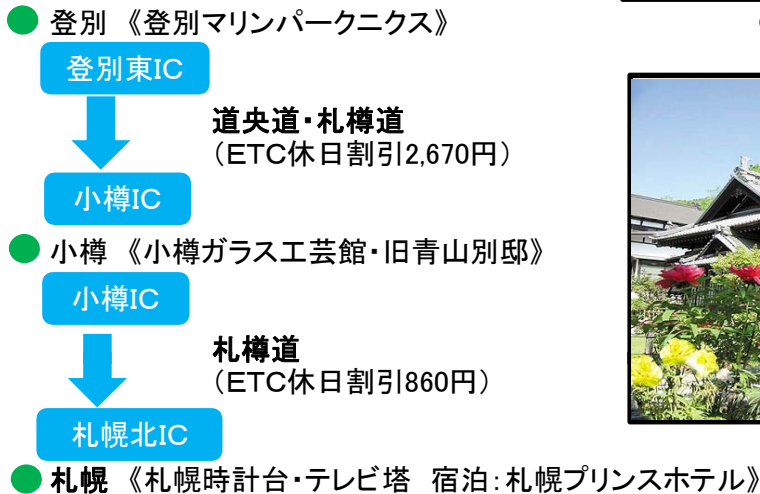 登別 《登別マリンパークニクス》
登別東IC
道央道・札樽道
（ＥＴＣ休日割引2,670円）
小樽IC
小樽 《小樽ガラス工芸館・旧青山別邸》
小樽IC
札樽道
（ＥＴＣ休日割引860円）
札幌北IC
札幌 《札幌時計台・テレビ塔 宿泊：札幌プリンスホテル》